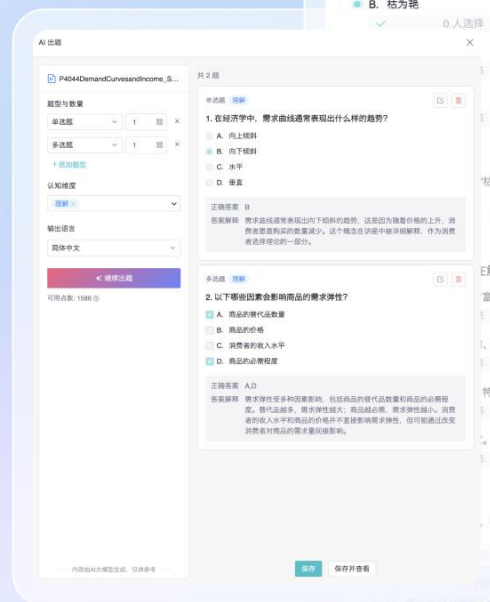 B. 枯为艳
0 人选择
AI 出题
P4044DemandCurvesandIncome_S...
题型与数量
单选题 1 题
多选题 1 题
+添加题型
认知维度
理解
输出语言
简体中文
继续出题
可用点数: 1586
内容由AI大模型生成，仅供参考
共 2 题
单选题 理解
1. 在经济学中，需求曲线通常表现出什么样的趋势？
A. 向上倾斜
B. 向下倾斜
C. 水平
D. 垂直
正确答案 B
答案解释 需求曲线通常表现出向下倾斜的趋势，这是因为随着价格的上升，消
费者愿意购买的数量减少。这个概念在讲座中被详细解释，作为消费
者选择理论的一部分。
多选题 理解
2. 以下哪些因素会影响商品的需求弹性？
A. 商品的替代品数量
B. 商品的价格
C. 消费者的收入水平
D. 商品的必需程度
正确答案 A,D
答案解释 需求弹性受多种因素影响，包括商品的替代品数量和商品的必需程
度。替代品越多，需求弹性越大；商品越必需，需求弹性越小。消费
者的收入水平和商品的价格并不直接影响需求弹性，但可能通过改变
消费者对商品的需求量间接影响。
保存 保存并查看